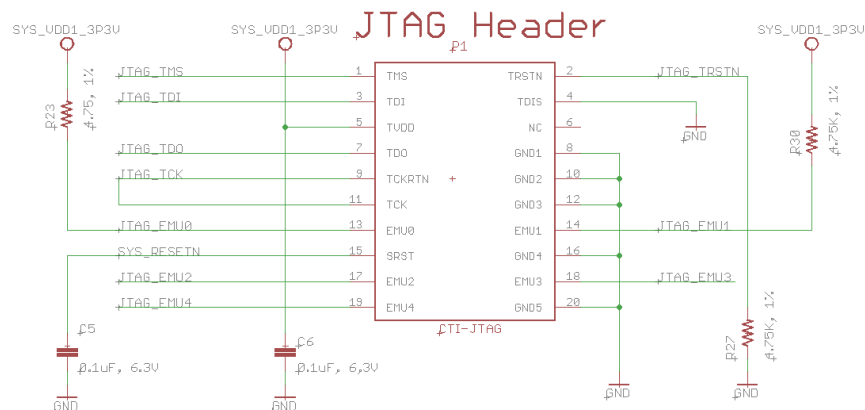 JTAG Header
SYS_VDD1_3P3V
SYS_VDD1_3P3V
SYS_VDD1_3P3V
P1
JTAG_TMS 1 TMS TRSTN 2 JTAG_TRSTN
JTAG_TDI 3 TDI TDIS 4
GND
5 TVDD NC 6
JTAG_TDO 7 TDO GND1 8
JTAG_TCK 9 TCKRTN GND2 10
11 TCK GND3 12
JTAG_EMU0 13 EMU0 EMU1 14 JTAG_EMU1
SYS_RESETN 15 SRST GND4 16
JTAG_EMU2 17 EMU2 EMU3 18 JTAG_EMU3
JTAG_EMU4 19 EMU4 GND5 20
CTI-JTAG
R23
4.75, 1%
R30
4.75K, 1%
R27
4.75K, 1%
C5
0.1uF, 6.3V
C6
0.1uF, 6.3V
GND
GND
GND
GND